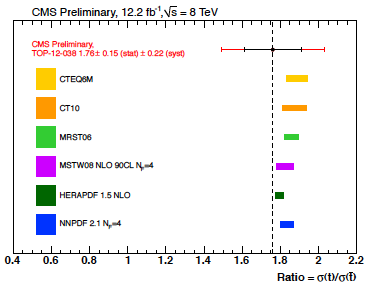 CMS Preliminary, 12.2 fb⁻¹, √s = 8 TeV
CMS Preliminary,
TOP-12-038 1.76± 0.15 (stat) ± 0.22 (syst)
CTEQ6M
CT10
MRST06
MSTW08 NLO 90CL N_F=4
HERAPDF 1.5 NLO
NNPDF 2.1 N_F=4
0.4 0.6 0.8 1 1.2 1.4 1.6 1.8 2 2.2
Ratio = σ(t)/σ(t̄)